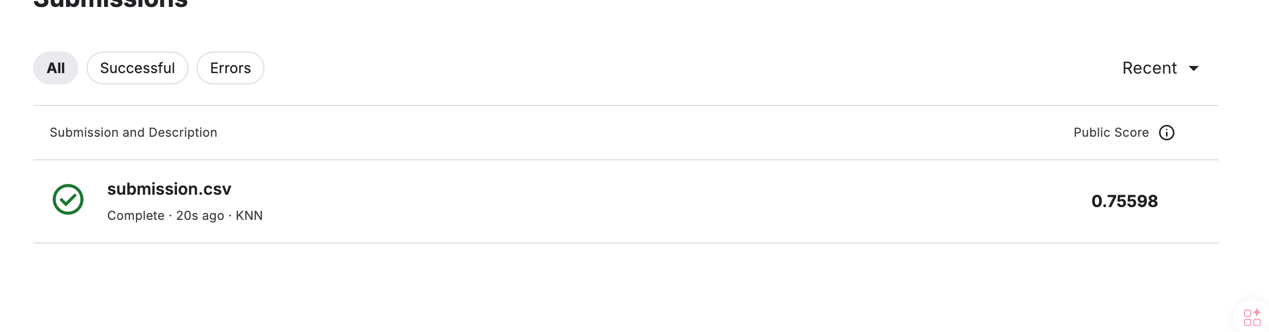 Submissions
All
Successful
Errors
Recent
Submission and Description
Public Score
submission.csv
Complete · 20s ago · KNN
0.75598